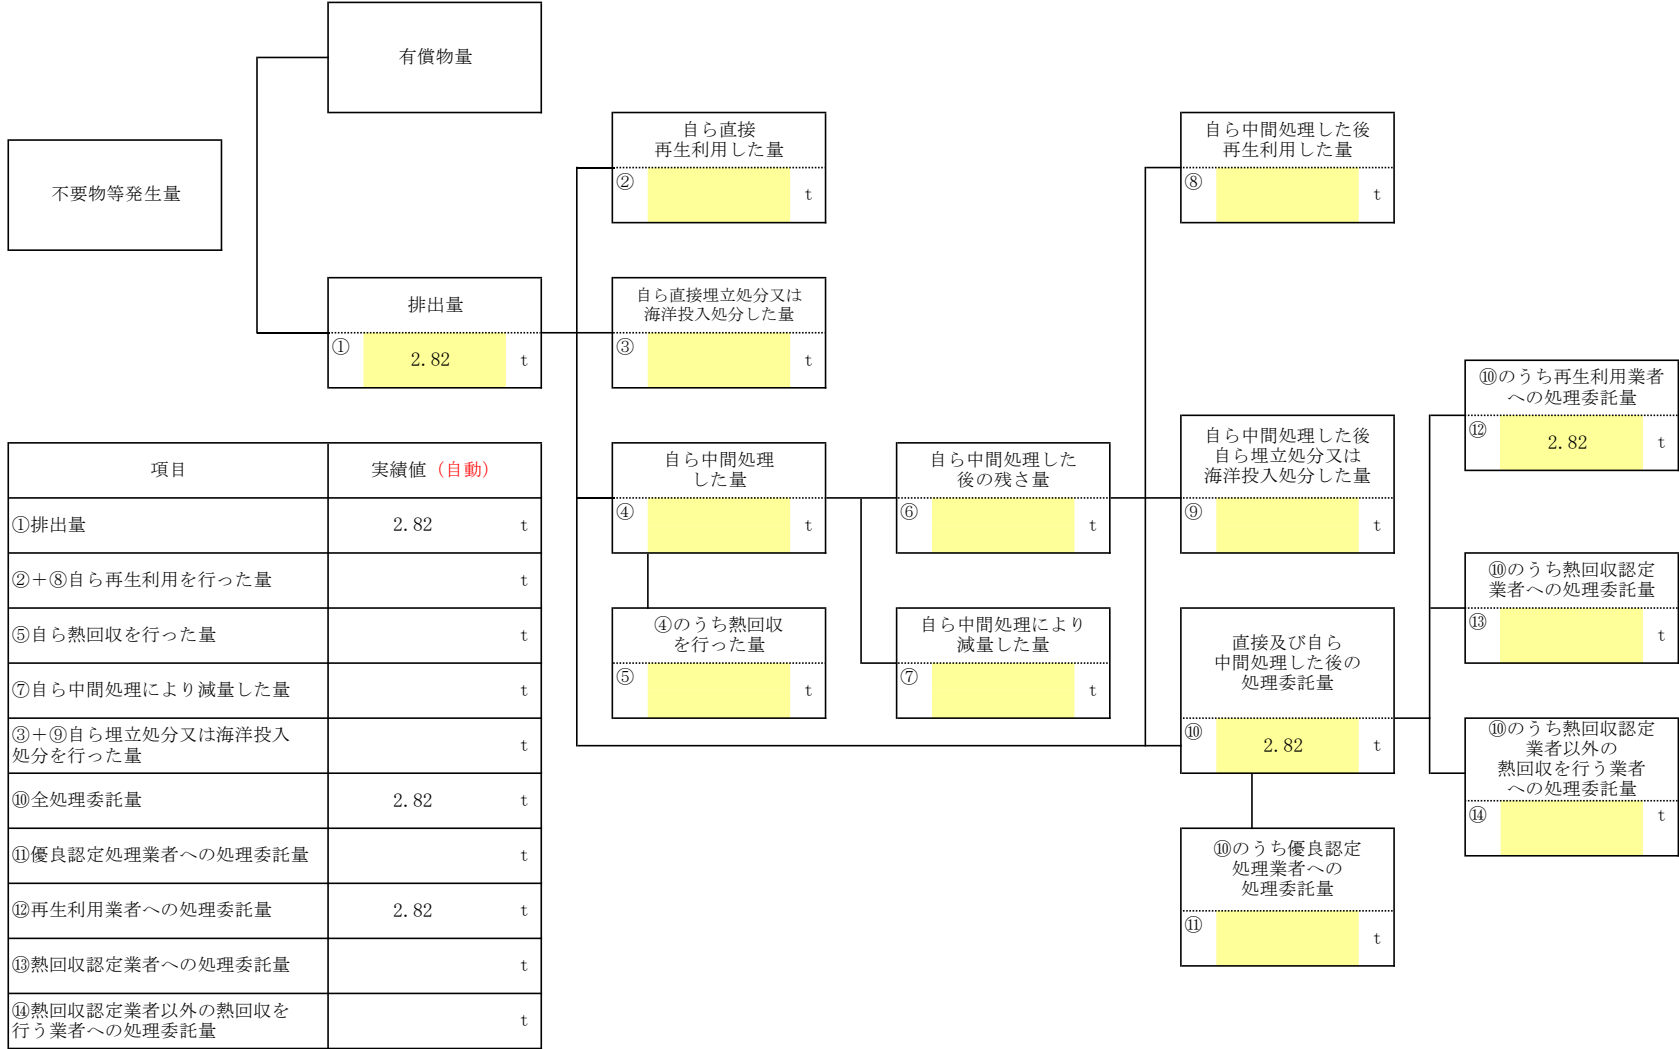 有償物量
不要物等発生量
排出量
①
2.82
t
自ら直接
再生利用した量
②
t
自ら直接埋立処分又は
海洋投入処分した量
③
t
自ら中間処理
した量
④
t
④のうち熱回収
を行った量
⑤
t
自ら中間処理した
後の残さ量
⑥
t
自ら中間処理により
減量した量
⑦
t
自ら中間処理した後
再生利用した量
⑧
t
自ら中間処理した後
自ら埋立処分又は
海洋投入処分した量
⑨
t
直接及び自ら
中間処理した後の
処理委託量
⑩
2.82
t
⑩のうち優良認定
処理業者への
処理委託量
⑪
t
⑩のうち再生利用業者
への処理委託量
⑫
2.82
t
⑩のうち熱回収認定
業者への処理委託量
⑬
t
⑩のうち熱回収認定
業者以外の
熱回収を行う業者
への処理委託量
⑭
t
項目 実績値（自動）
①排出量 2.82 t
②＋⑧自ら再生利用を行った量 t
⑤自ら熱回収を行った量 t
⑦自ら中間処理により減量した量 t
③＋⑨自ら埋立処分又は海洋投入
処分を行った量 t
⑩全処理委託量 2.82 t
⑪優良認定処理業者への処理委託量 t
⑫再生利用業者への処理委託量 2.82 t
⑬熱回収認定業者への処理委託量 t
⑭熱回収認定業者以外の熱回収を
行う業者への処理委託量 t